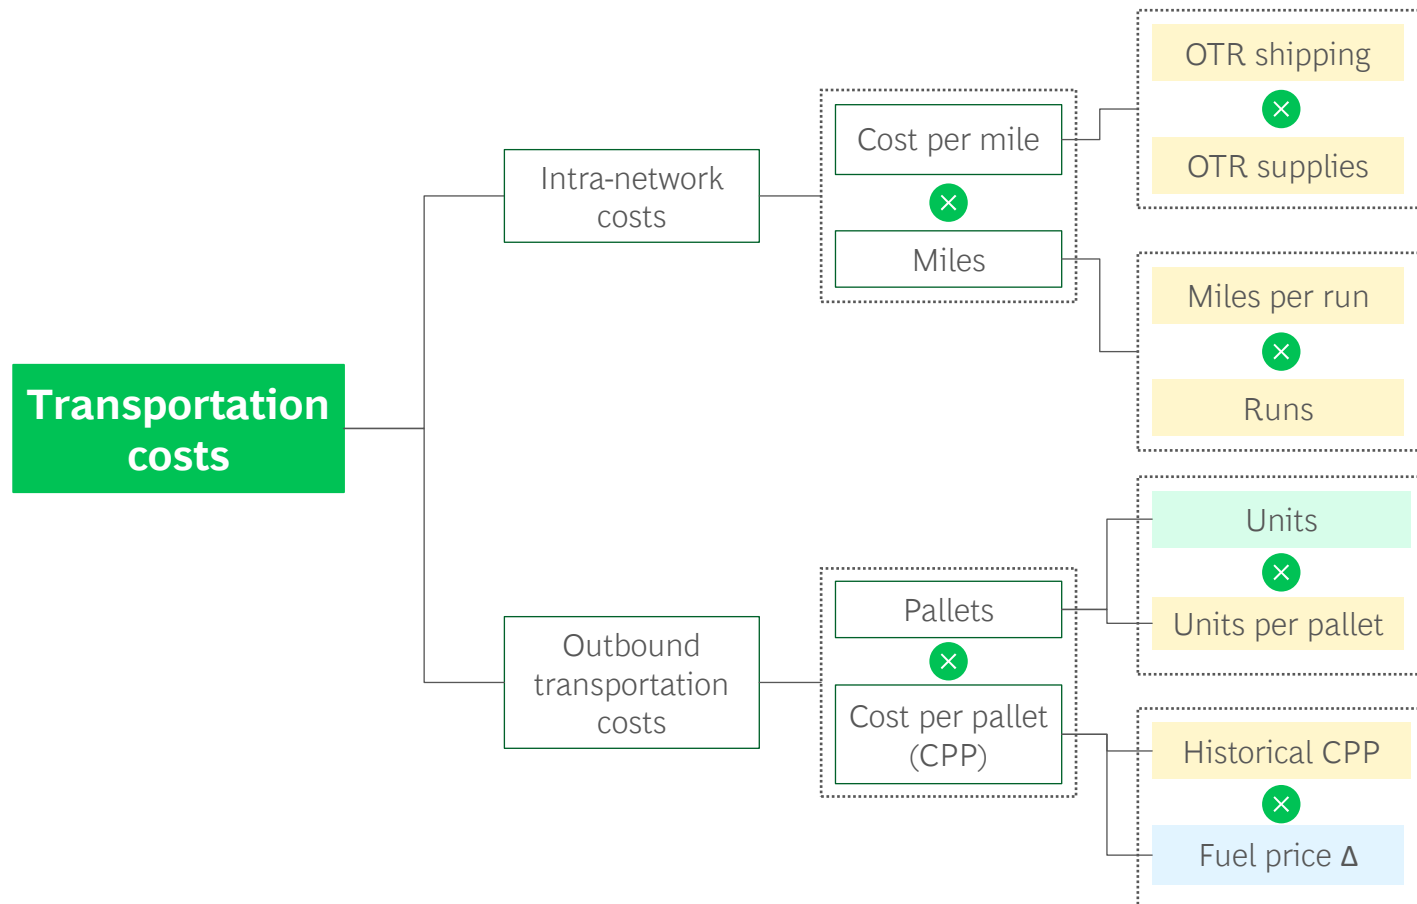 Transportation
costs
Intra-network
costs
Cost per mile
×
Miles
OTR shipping
×
OTR supplies
Miles per run
×
Runs
Outbound
transportation
costs
Pallets
×
Cost per pallet
(CPP)
Units
×
Units per pallet
Historical CPP
×
Fuel price Δ